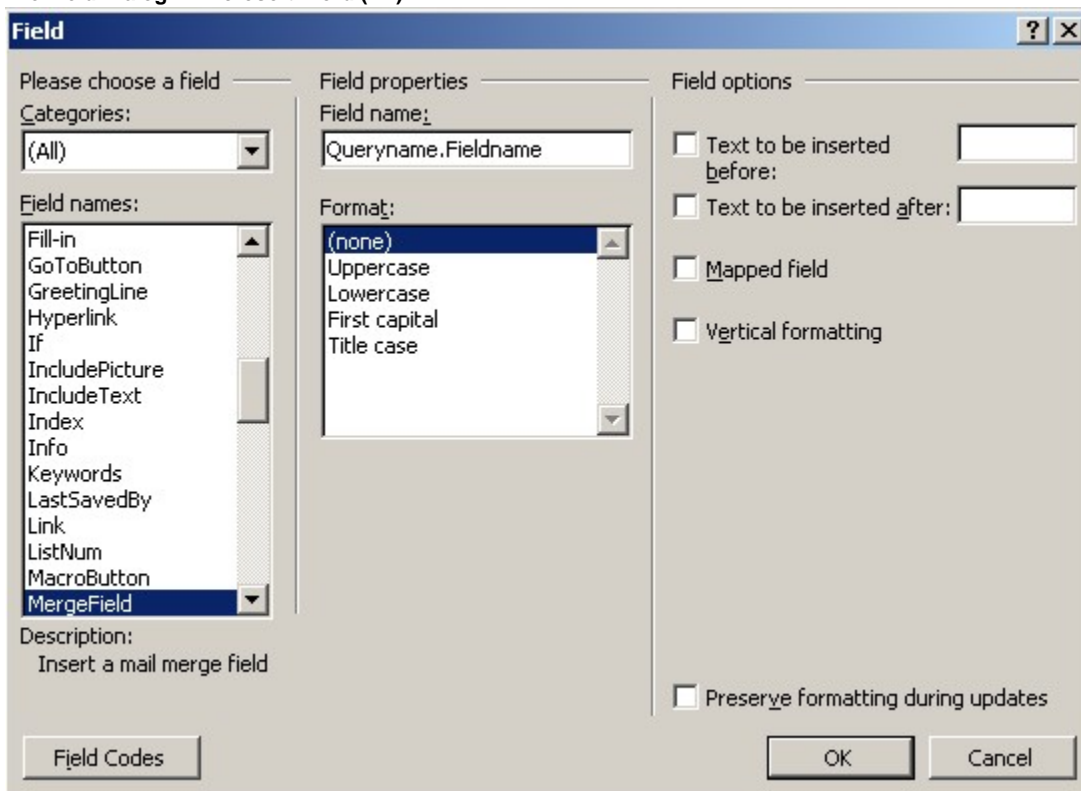 Field
Please choose a field
Categories:
(All)
Field names:
Fill-in
GoToButton
GreetingLine
Hyperlink
If
IncludePicture
IncludeText
Index
Info
Keywords
LastSavedBy
Link
ListNum
MacroButton
MergeField
Description:
Insert a mail merge field
Field Codes
Field properties
Field name:
Queryname.Fieldname
Format:
(none)
Uppercase
Lowercase
First capital
Title case
Field options
Text to be inserted
before:
Text to be inserted after:
Mapped field
Vertical formatting
Preserve formatting during updates
OK
Cancel